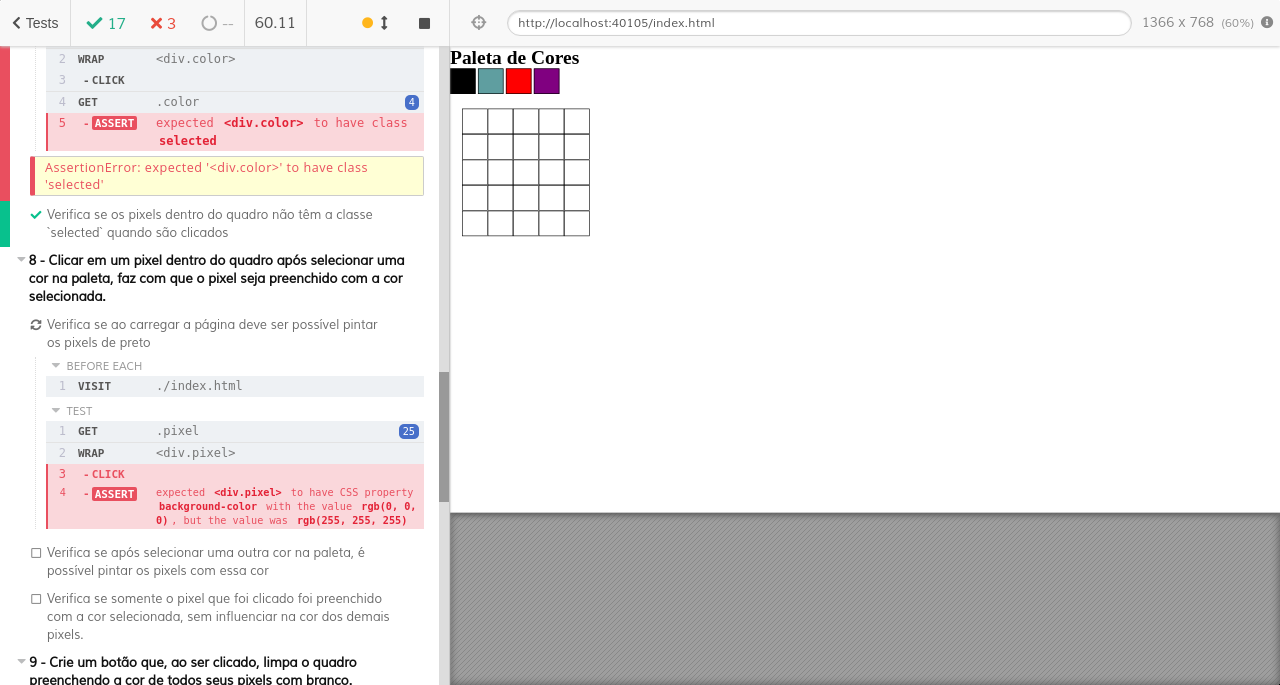 Tests 17 3 -- 60.11 http://localhost:40105/index.html 1366 x 768 (60%)
2 WRAP <div.color>
3 - CLICK
4 GET .color 4
5 - ASSERT expected <div.color> to have class
selected
AssertionError: expected '<div.color>' to have class
'selected'
Verifica se os pixels dentro do quadro não têm a classe
`selected` quando são clicados
8 - Clicar em um pixel dentro do quadro após selecionar uma
cor na paleta, faz com que o pixel seja preenchido com a cor
selecionada.
Verifica se ao carregar a página deve ser possível pintar
os pixels de preto
BEFORE EACH
1 VISIT ./index.html
TEST
1 GET .pixel 25
2 WRAP <div.pixel>
3 - CLICK
4 - ASSERT expected <div.pixel> to have CSS property
background-color with the value rgb(0, 0,
0) , but the value was rgb(255, 255, 255)
Verifica se após selecionar uma outra cor na paleta, é
possível pintar os pixels com essa cor
Verifica se somente o pixel que foi clicado foi preenchido
com a cor selecionada, sem influenciar na cor dos demais
pixels.
9 - Crie um botão que, ao ser clicado, limpa o quadro
preenchendo a cor de todos seus pixels com branco.
Paleta de Cores